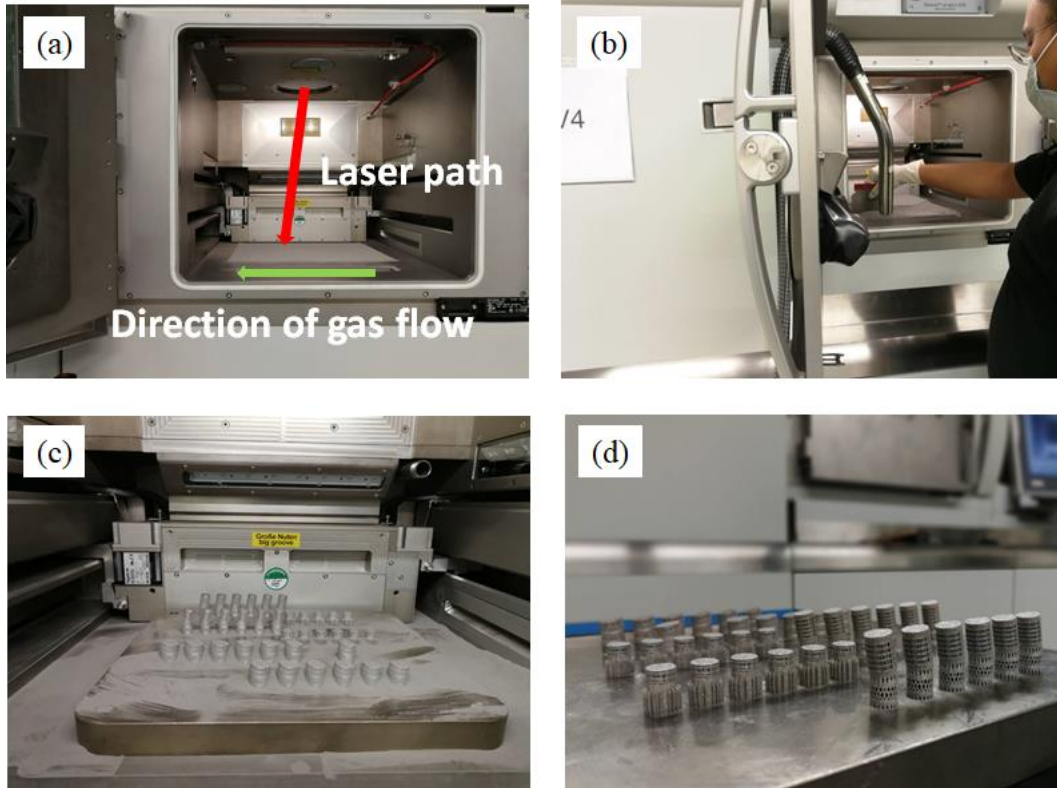 (a)
Laser path
Direction of gas flow
(b)
/4
(c)
Große Nuten
big groove
(d)